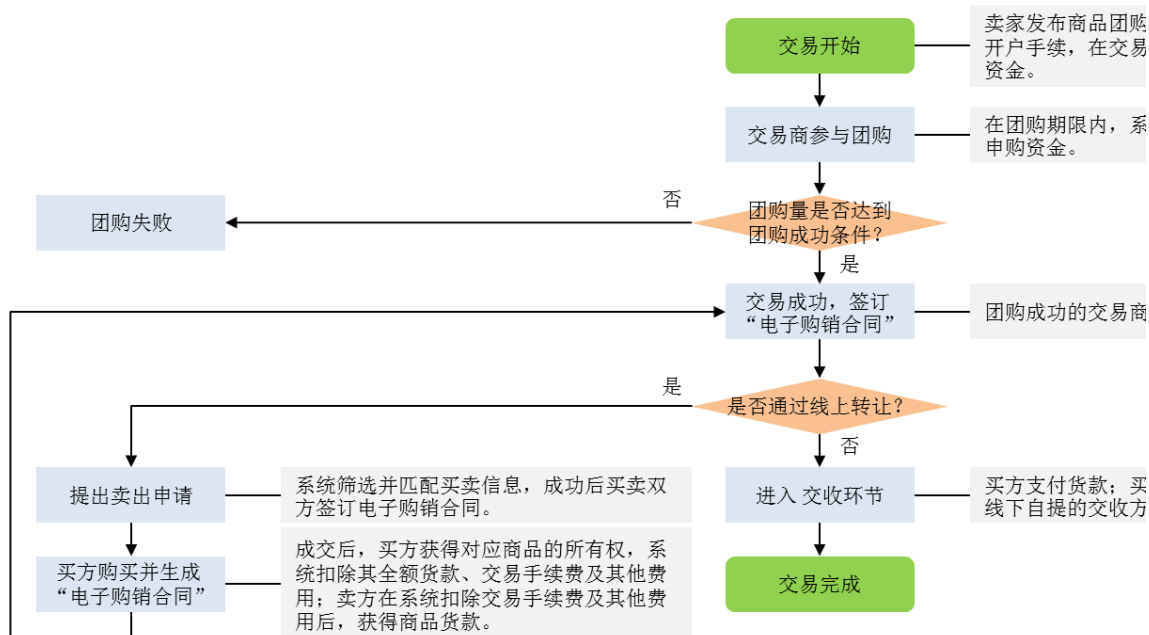 交易开始
卖家发布商品团购
开户手续，在交易
资金。
交易商参与团购
在团购期限内，系
申购资金。
否
团购失败
团购量是否达到
团购成功条件？
是
交易成功，签订
“电子购销合同”
团购成功的交易商
是
是否通过线上转让？
否
提出卖出申请
系统筛选并匹配买卖信息，成功后买卖双
方签订电子购销合同。
进入 交收环节
买方支付货款；买
线下自提的交收方
买方购买并生成
“电子购销合同”
成交后，买方获得对应商品的所有权，系
统扣除其全额货款、交易手续费及其他费
用；卖方在系统扣除交易手续费及其他费
用后，获得商品货款。
交易完成